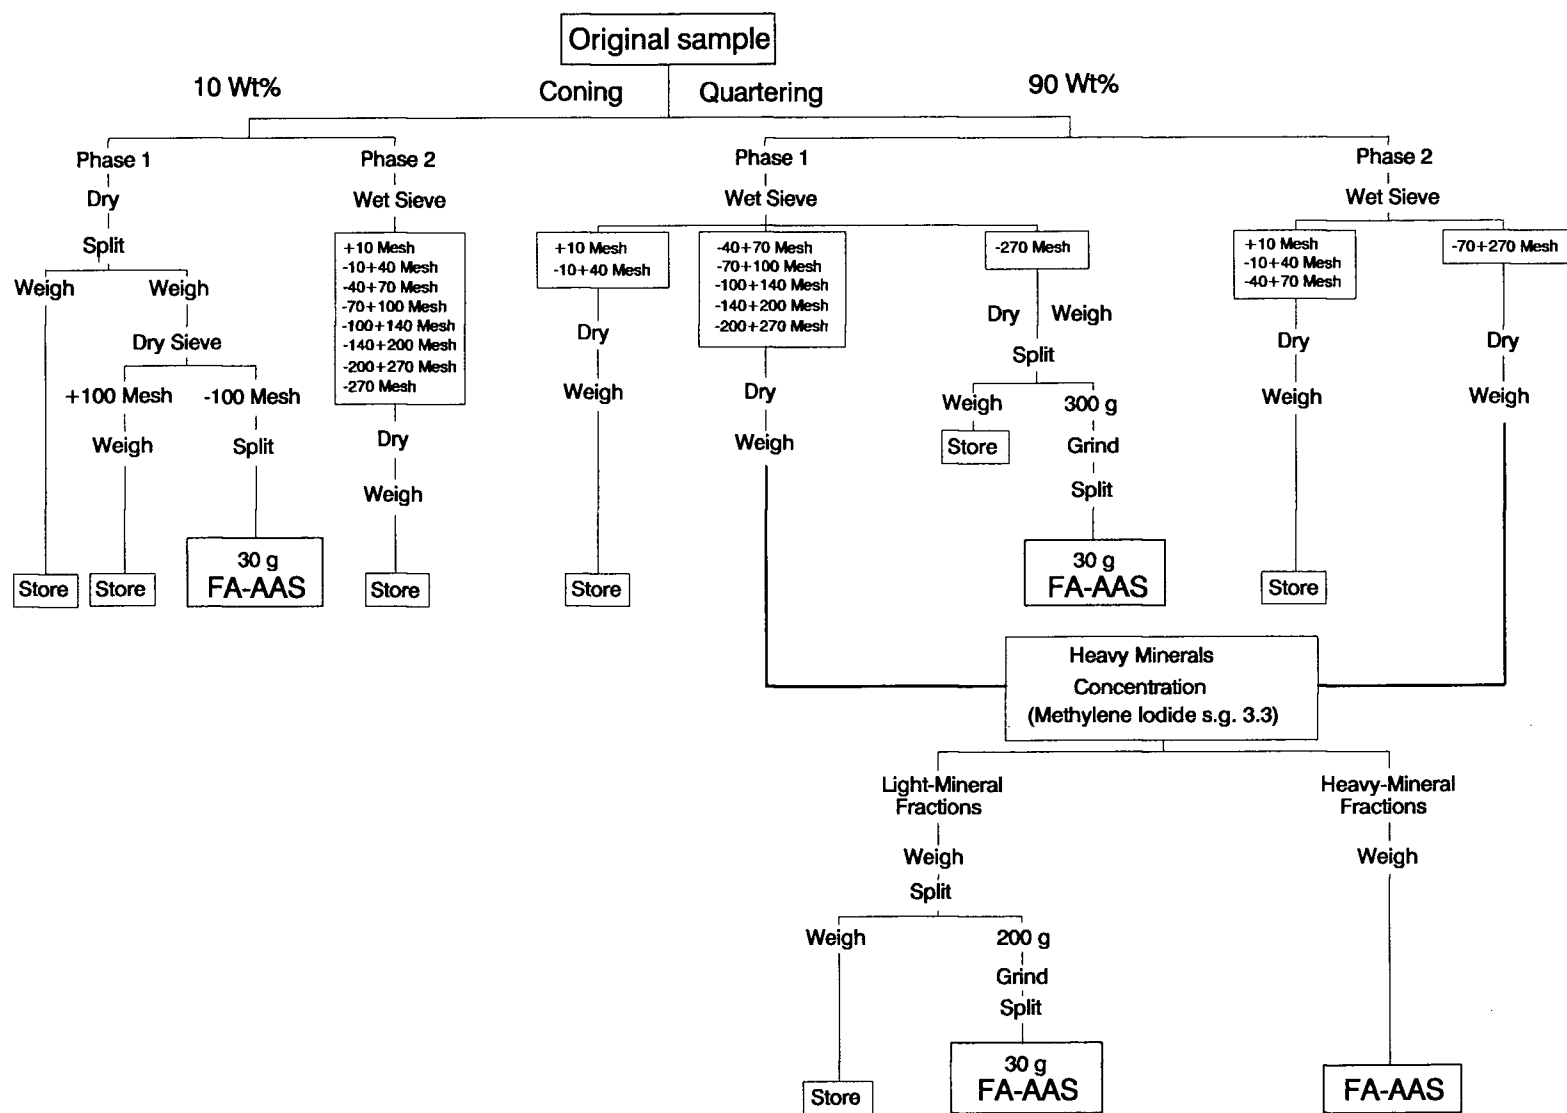 Original sample
10 Wt%
Coning
Quartering
90 Wt%
Phase 1
Dry
Split
Weigh
Weigh
Dry Sieve
+100 Mesh
-100 Mesh
Weigh
Split
Store
Store
30 g
FA-AAS
Phase 2
Wet Sieve
+10 Mesh
-10+40 Mesh
-40+70 Mesh
-70+100 Mesh
-100+140 Mesh
-140+200 Mesh
-200+270 Mesh
-270 Mesh
Dry
Weigh
Store
Phase 1
Wet Sieve
+10 Mesh
-10+40 Mesh
Dry
Weigh
Store
-40+70 Mesh
-70+100 Mesh
-100+140 Mesh
-140+200 Mesh
-200+270 Mesh
Dry
Weigh
-270 Mesh
Dry
Weigh
Split
Weigh
Store
300 g
Grind
Split
30 g
FA-AAS
Phase 2
Wet Sieve
+10 Mesh
-10+40 Mesh
-40+70 Mesh
Dry
Weigh
Store
-70+270 Mesh
Dry
Weigh
Heavy Minerals
Concentration
(Methylene Iodide s.g. 3.3)
Light-Mineral
Fractions
Weigh
Split
Weigh
Store
200 g
Grind
Split
30 g
FA-AAS
Heavy-Mineral
Fractions
Weigh
FA-AAS